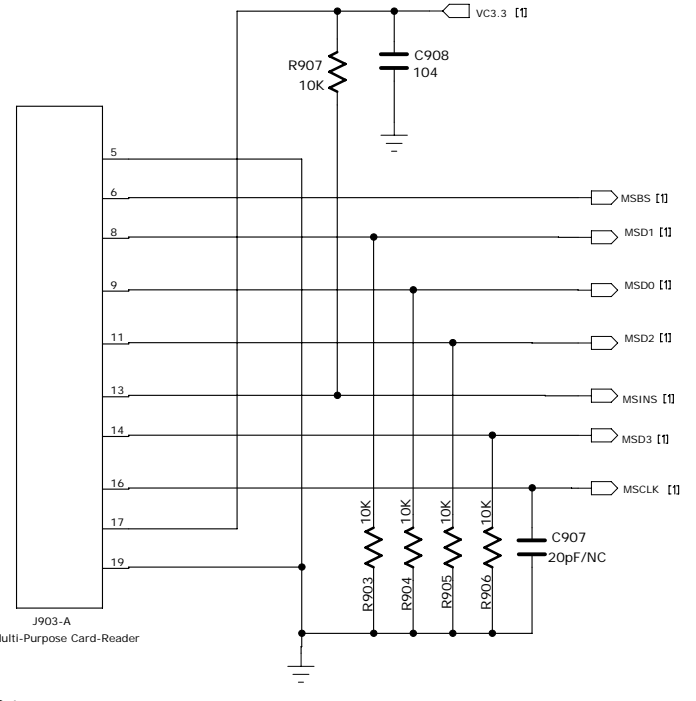 VC3.3 [1]
R907
10K
C908
104
5
6
MSBS [1]
8
MSD1 [1]
9
MSD0 [1]
11
MSD2 [1]
13
MSINS [1]
14
MSD3 [1]
16
MSCLK [1]
17
19
10K
10K
10K
10K
R903
R904
R905
R906
C907
20pF/NC
J903-A
ulti-Purpose Card-Reader